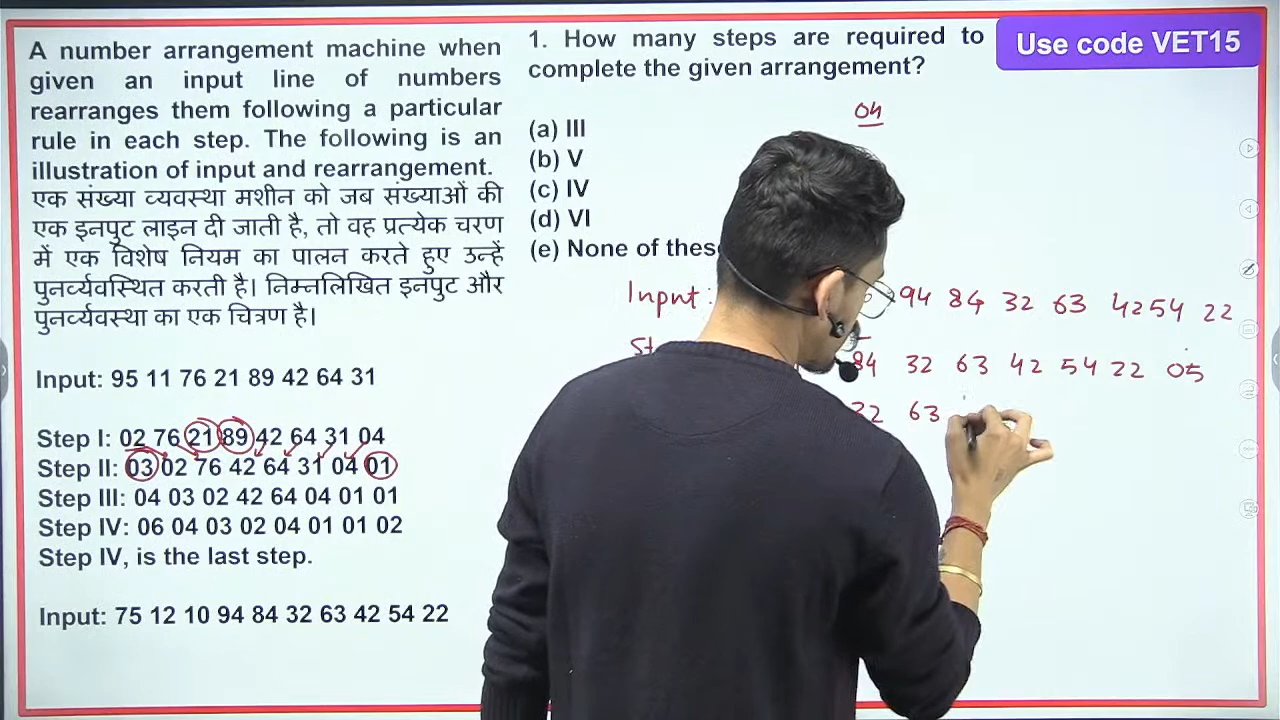 A number arrangement machine when
given an input line of numbers
rearranges them following a particular
rule in each step. The following is an
illustration of input and rearrangement.
एक संख्या व्यवस्था मशीन को जब संख्याओं की
एक इनपुट लाइन दी जाती है, तो वह प्रत्येक चरण
में एक विशेष नियम का पालन करते हुए उन्हें
पुनर्व्यवस्थित करती है। निम्नलिखित इनपुट और
पुनर्व्यवस्था का एक चित्रण है।
Input: 95 11 76 21 89 42 64 31
Step I: 02 76 21 89 42 64 31 04
Step II: 03 02 76 42 64 31 04 01
Step III: 04 03 02 42 64 04 01 01
Step IV: 06 04 03 02 04 01 01 02
Step IV, is the last step.
Input: 75 12 10 94 84 32 63 42 54 22
1. How many steps are required to
complete the given arrangement?
Use code VET15
04
(a) III
(b) V
(c) IV
(d) VI
(e) None of
Input: 94 84 32 63 42 54 22
84 32 63 42 54 22 05
63